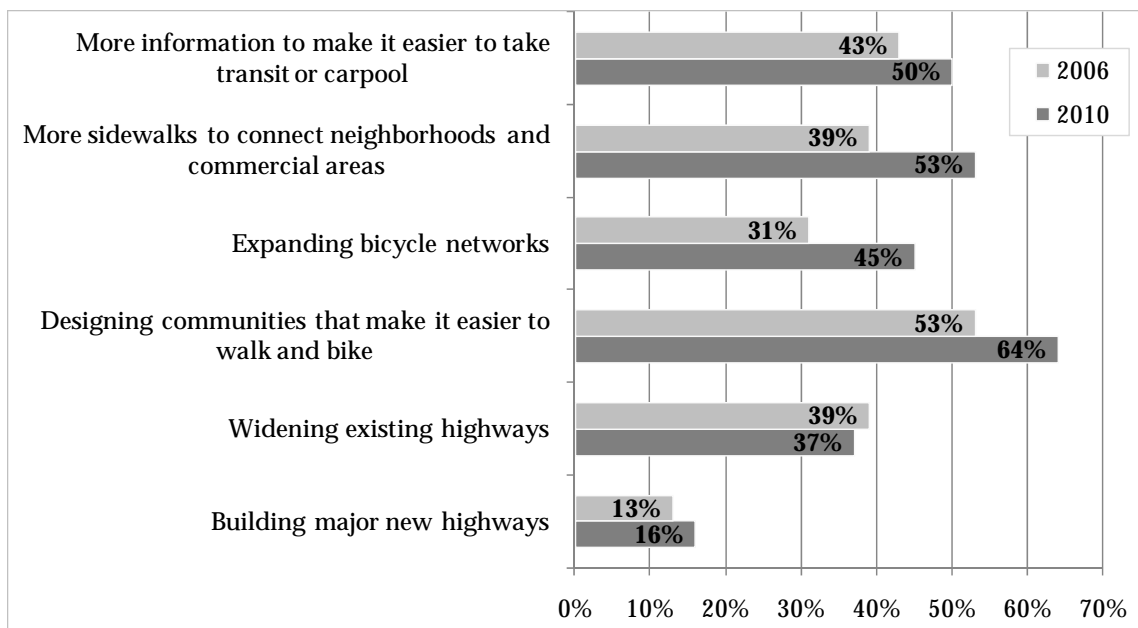 More information to make it easier to take
transit or carpool
43%
50%
2006
2010
More sidewalks to connect neighborhoods and
commercial areas
39%
53%
Expanding bicycle networks
31%
45%
Designing communities that make it easier to
walk and bike
53%
64%
Widening existing highways
39%
37%
Building major new highways
13%
16%
0% 10% 20% 30% 40% 50% 60% 70%